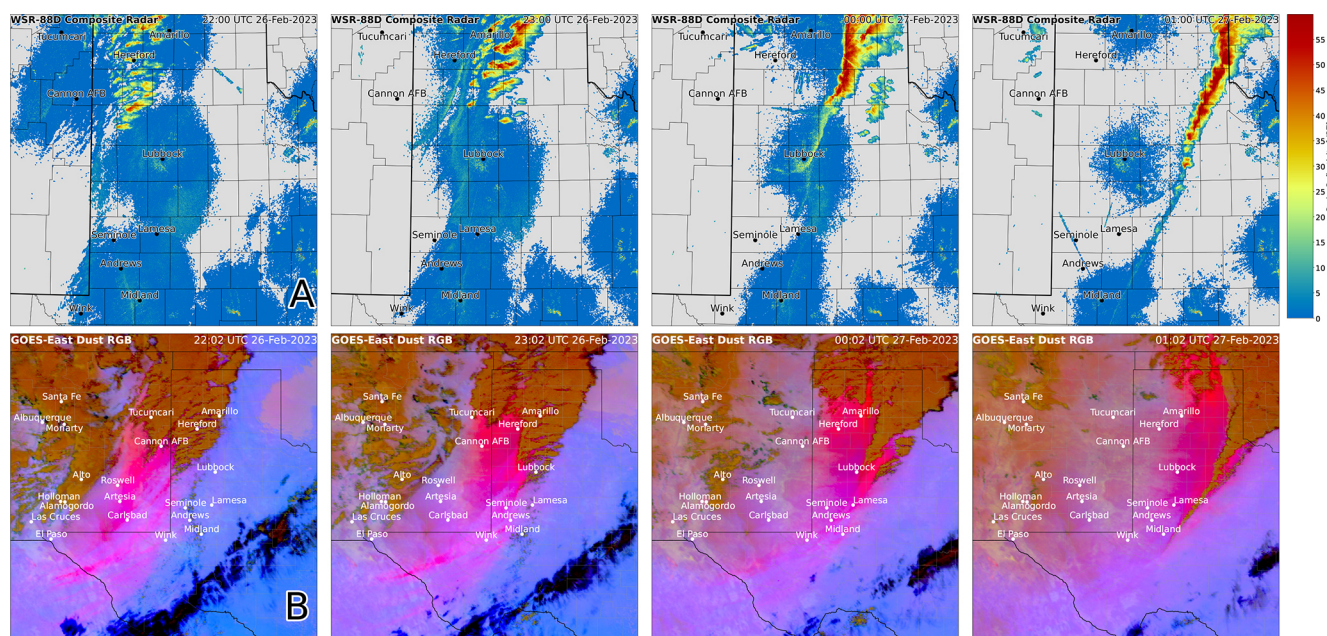 WSR-88D Composite Radar 22:00 UTC 26-Feb-2023
Tucumcari
Amarillo
Hereford
Cannon AFB
Lubbock
Lamesa
Seminole
Andrews
Midland
Wink
A
WSR-88D Composite Radar 23:00 UTC 26-Feb-2023
Tucumcari
Amarillo
Hereford
Cannon AFB
Lubbock
Lamesa
Seminole
Andrews
Midland
Wink
WSR-88D Composite Radar 00:00 UTC 27-Feb-2023
Tucumcari
Amarillo
Hereford
Cannon AFB
Lubbock
Lamesa
Seminole
Andrews
Midland
Wink
WSR-88D Composite Radar 01:00 UTC 27-Feb-2023
Tucumcari
Amarillo
Hereford
Cannon AFB
Lubbock
Lamesa
Seminole
Andrews
Midland
Wink
55
50
45
40
35
30
25
20
15
10
5
0
GOES-East Dust RGB 22:02 UTC 26-Feb-2023
Santa Fe
Albuquerque
Moriarty
Tucumcari
Amarillo
Hereford
Cannon AFB
Alto
Roswell
Lubbock
Holloman
Artesia
Alamogordo
Seminole
Lamesa
Las Cruces
Carlsbad
Andrews
El Paso
Wink
Midland
B
GOES-East Dust RGB 23:02 UTC 26-Feb-2023
Santa Fe
Albuquerque
Moriarty
Tucumcari
Amarillo
Hereford
Cannon AFB
Alto
Roswell
Lubbock
Holloman
Artesia
Alamogordo
Seminole
Lamesa
Las Cruces
Carlsbad
Andrews
El Paso
Wink
Midland
GOES-East Dust RGB 00:02 UTC 27-Feb-2023
Santa Fe
Albuquerque
Moriarty
Tucumcari
Amarillo
Hereford
Cannon AFB
Alto
Roswell
Lubbock
Holloman
Artesia
Alamogordo
Seminole
Lamesa
Las Cruces
Carlsbad
Andrews
El Paso
Wink
Midland
GOES-East Dust RGB 01:02 UTC 27-Feb-2023
Santa Fe
Albuquerque
Moriarty
Tucumcari
Amarillo
Hereford
Cannon AFB
Alto
Roswell
Lubbock
Holloman
Artesia
Alamogordo
Seminole
Lamesa
Las Cruces
Carlsbad
Andrews
El Paso
Wink
Midland